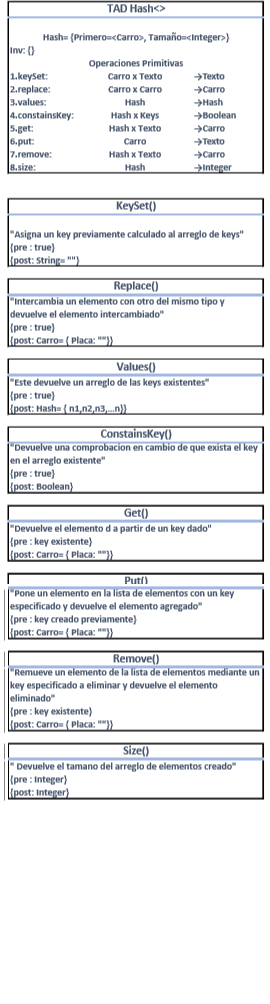 TAD Hash<>
Hash= {Primero=<Carro>, Tamaño=<Integer>}
Inv: {}
Operaciones Primitivas
1.keySet: Carro x Texto →Texto
2.replace: Carro x Carro →Carro
3.values: Hash →Hash
4.constainsKey: Hash x Keys →Boolean
5.get: Hash x Texto →Carro
6.put: Carro →Texto
7.remove: Hash x Texto →Carro
8.size: Hash →Integer
KeySet()
"Asigna un key previamente calculado al arreglo de keys"
{pre : true}
{post: String= ""}
Replace()
"Intercambia un elemento con otro del mismo tipo y
devuelve el elemento intercambiado"
{pre : true}
{post: Carro= { Placa: ""}}
Values()
"Este devuelve un arreglo de las keys existentes"
{pre : true}
{post: Hash= { n1,n2,n3,...n}}
ConstainsKey()
"Devuelve una comprobacion en cambio de que exista el key
en el arreglo existente"
{pre : true}
{post: Boolean}
Get()
"Devuelve el elemento d a partir de un key dado"
{pre : key existente}
{post: Carro= { Placa: ""}}
Put()
"Pone un elemento en la lista de elementos con un key
especificado y devuelve el elemento agregado"
{pre : key creado previamente}
{post: Carro= { Placa: ""}}
Remove()
"Remueve un elemento de la lista de elementos mediante un
key especificado a eliminar y devuelve el elemento
eliminado"
{pre : key existente}
{post: Carro= { Placa: ""}}
Size()
" Devuelve el tamano del arreglo de elementos creado"
{pre : Integer}
{post: Integer}